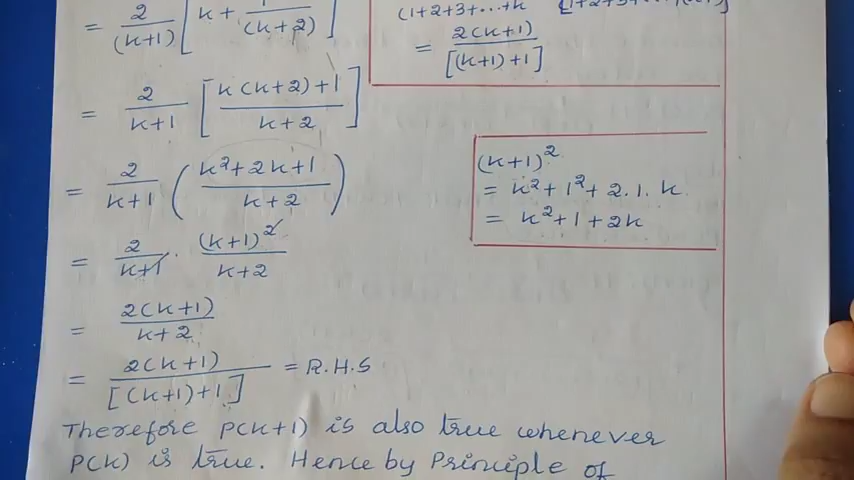 = 2/(k+1) [k + 1/(k+2)]
(1+2+3+...+k
= 2(k+1)/[(k+1)+1]
= 2/k+1 [k(k+2)+1/k+2]
= 2/k+1 (k²+2k+1/k+2)
= 2/k+1 · (k+1)²/k+2
= 2(k+1)/k+2
= 2(k+1)/[(k+1)+1] = R.H.S
(k+1)²
= k²+1²+2.1.k
= k²+1+2k
Therefore P(k+1) is also true whenever
P(k) is true. Hence by Principle of